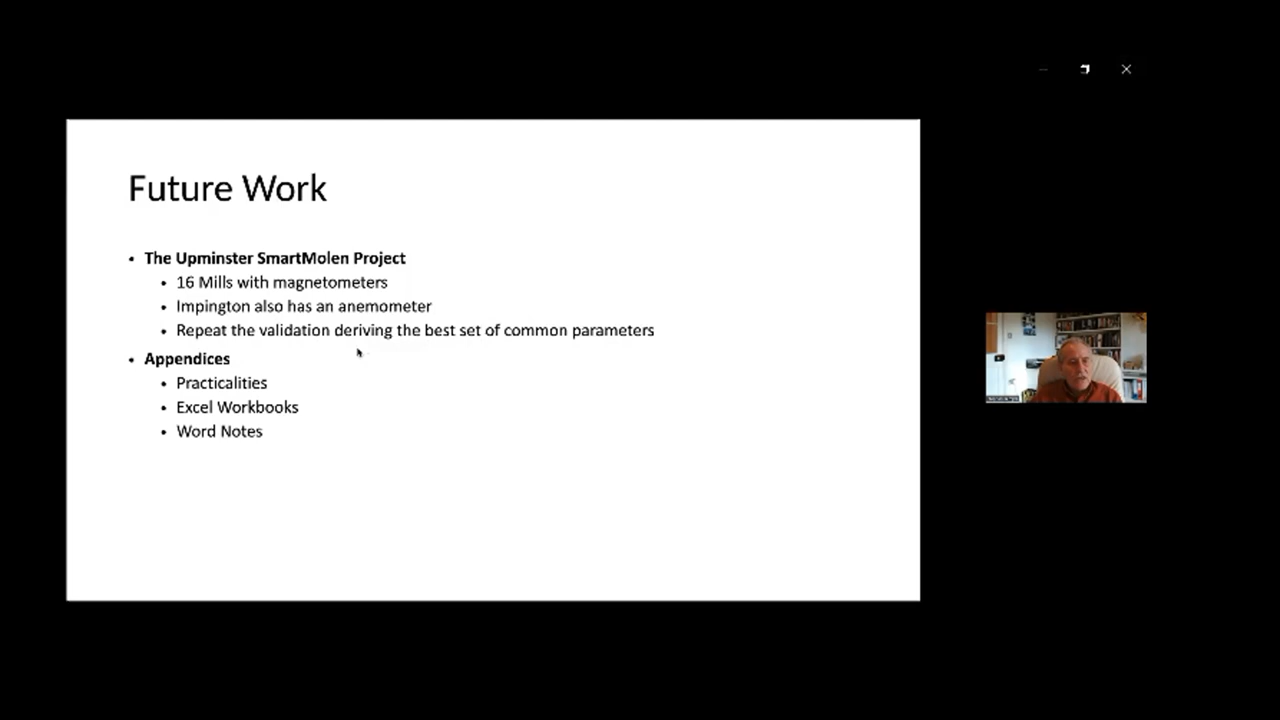 Future Work
• The Upminster SmartMolen Project
• 16 Mills with magnetometers
• Impington also has an anemometer
• Repeat the validation deriving the best set of common parameters
• Appendices
• Practicalities
• Excel Workbooks
• Word Notes